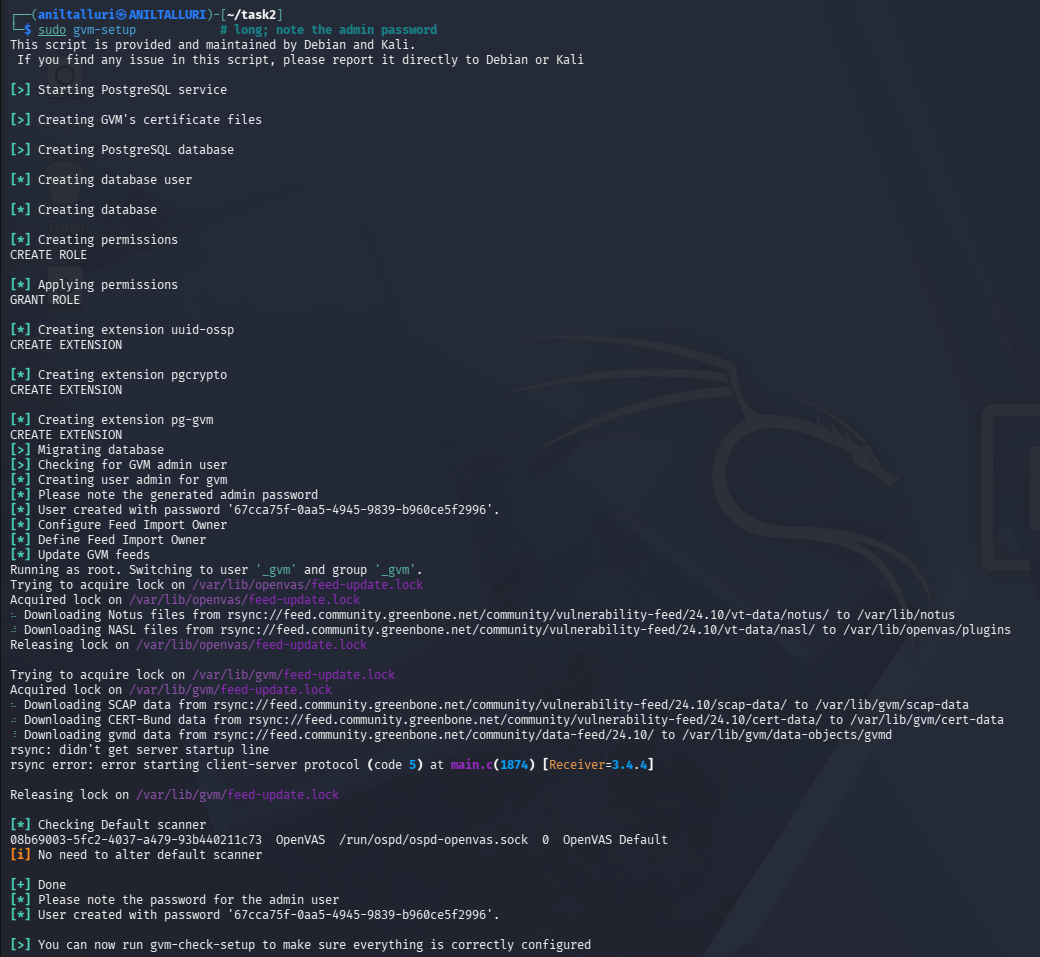 ┌──(aniltalluri㉿ANILTALLURI)-[~/task2]
└─$ sudo gvm-setup            # long; note the admin password
This script is provided and maintained by Debian and Kali.
 If you find any issue in this script, please report it directly to Debian or Kali
[>] Starting PostgreSQL service
[>] Creating GVM's certificate files
[>] Creating PostgreSQL database
[*] Creating database user
[*] Creating database
[*] Creating permissions
CREATE ROLE
[*] Applying permissions
GRANT ROLE
[*] Creating extension uuid-ossp
CREATE EXTENSION
[*] Creating extension pgcrypto
CREATE EXTENSION
[*] Creating extension pg-gvm
CREATE EXTENSION
[>] Migrating database
[>] Checking for GVM admin user
[*] Creating user admin for gvm
[*] Please note the generated admin password
[*] User created with password '67cca75f-0aa5-4945-9839-b960ce5f2996'.
[*] Configure Feed Import Owner
[*] Define Feed Import Owner
[*] Update GVM feeds
Running as root. Switching to user '_gvm' and group '_gvm'.
Trying to acquire lock on /var/lib/openvas/feed-update.lock
Acquired lock on /var/lib/openvas/feed-update.lock
⠦ Downloading Notus files from rsync://feed.community.greenbone.net/community/vulnerability-feed/24.10/vt-data/notus/ to /var/lib/notus
⠴ Downloading NASL files from rsync://feed.community.greenbone.net/community/vulnerability-feed/24.10/vt-data/nasl/ to /var/lib/openvas/plugins
Releasing lock on /var/lib/openvas/feed-update.lock
Trying to acquire lock on /var/lib/gvm/feed-update.lock
Acquired lock on /var/lib/gvm/feed-update.lock
⠦ Downloading SCAP data from rsync://feed.community.greenbone.net/community/vulnerability-feed/24.10/scap-data/ to /var/lib/gvm/scap-data
⠴ Downloading CERT-Bund data from rsync://feed.community.greenbone.net/community/vulnerability-feed/24.10/cert-data/ to /var/lib/gvm/cert-data
⠸ Downloading gvmd data from rsync://feed.community.greenbone.net/community/data-feed/24.10/ to /var/lib/gvm/data-objects/gvmd
rsync: didn't get server startup line
rsync error: error starting client-server protocol (code 5) at main.c(1874) [Receiver=3.4.4]
Releasing lock on /var/lib/gvm/feed-update.lock
[*] Checking Default scanner
08b69003-5fc2-4037-a479-93b440211c73  OpenVAS  /run/ospd/ospd-openvas.sock  0  OpenVAS Default
[i] No need to alter default scanner
[+] Done
[*] Please note the password for the admin user
[*] User created with password '67cca75f-0aa5-4945-9839-b960ce5f2996'.
[>] You can now run gvm-check-setup to make sure everything is correctly configured